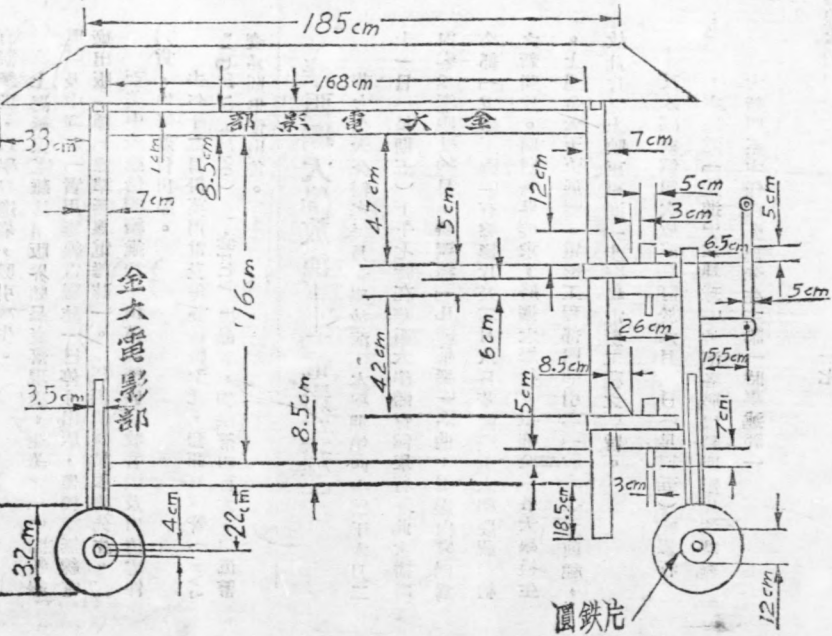 185cm
168cm
金大電影部
33cm
1cm
8.5cm
7cm
116cm
47cm
5cm
12cm
7cm
5cm
3cm
6.5cm
5cm
5cm
金大電影部
6cm
26cm
15.5cm
42cm
8.5cm
3.5cm
8.5cm
5cm
7cm
3cm
4cm
22cm
18.5cm
32cm
12cm
圓鉄片